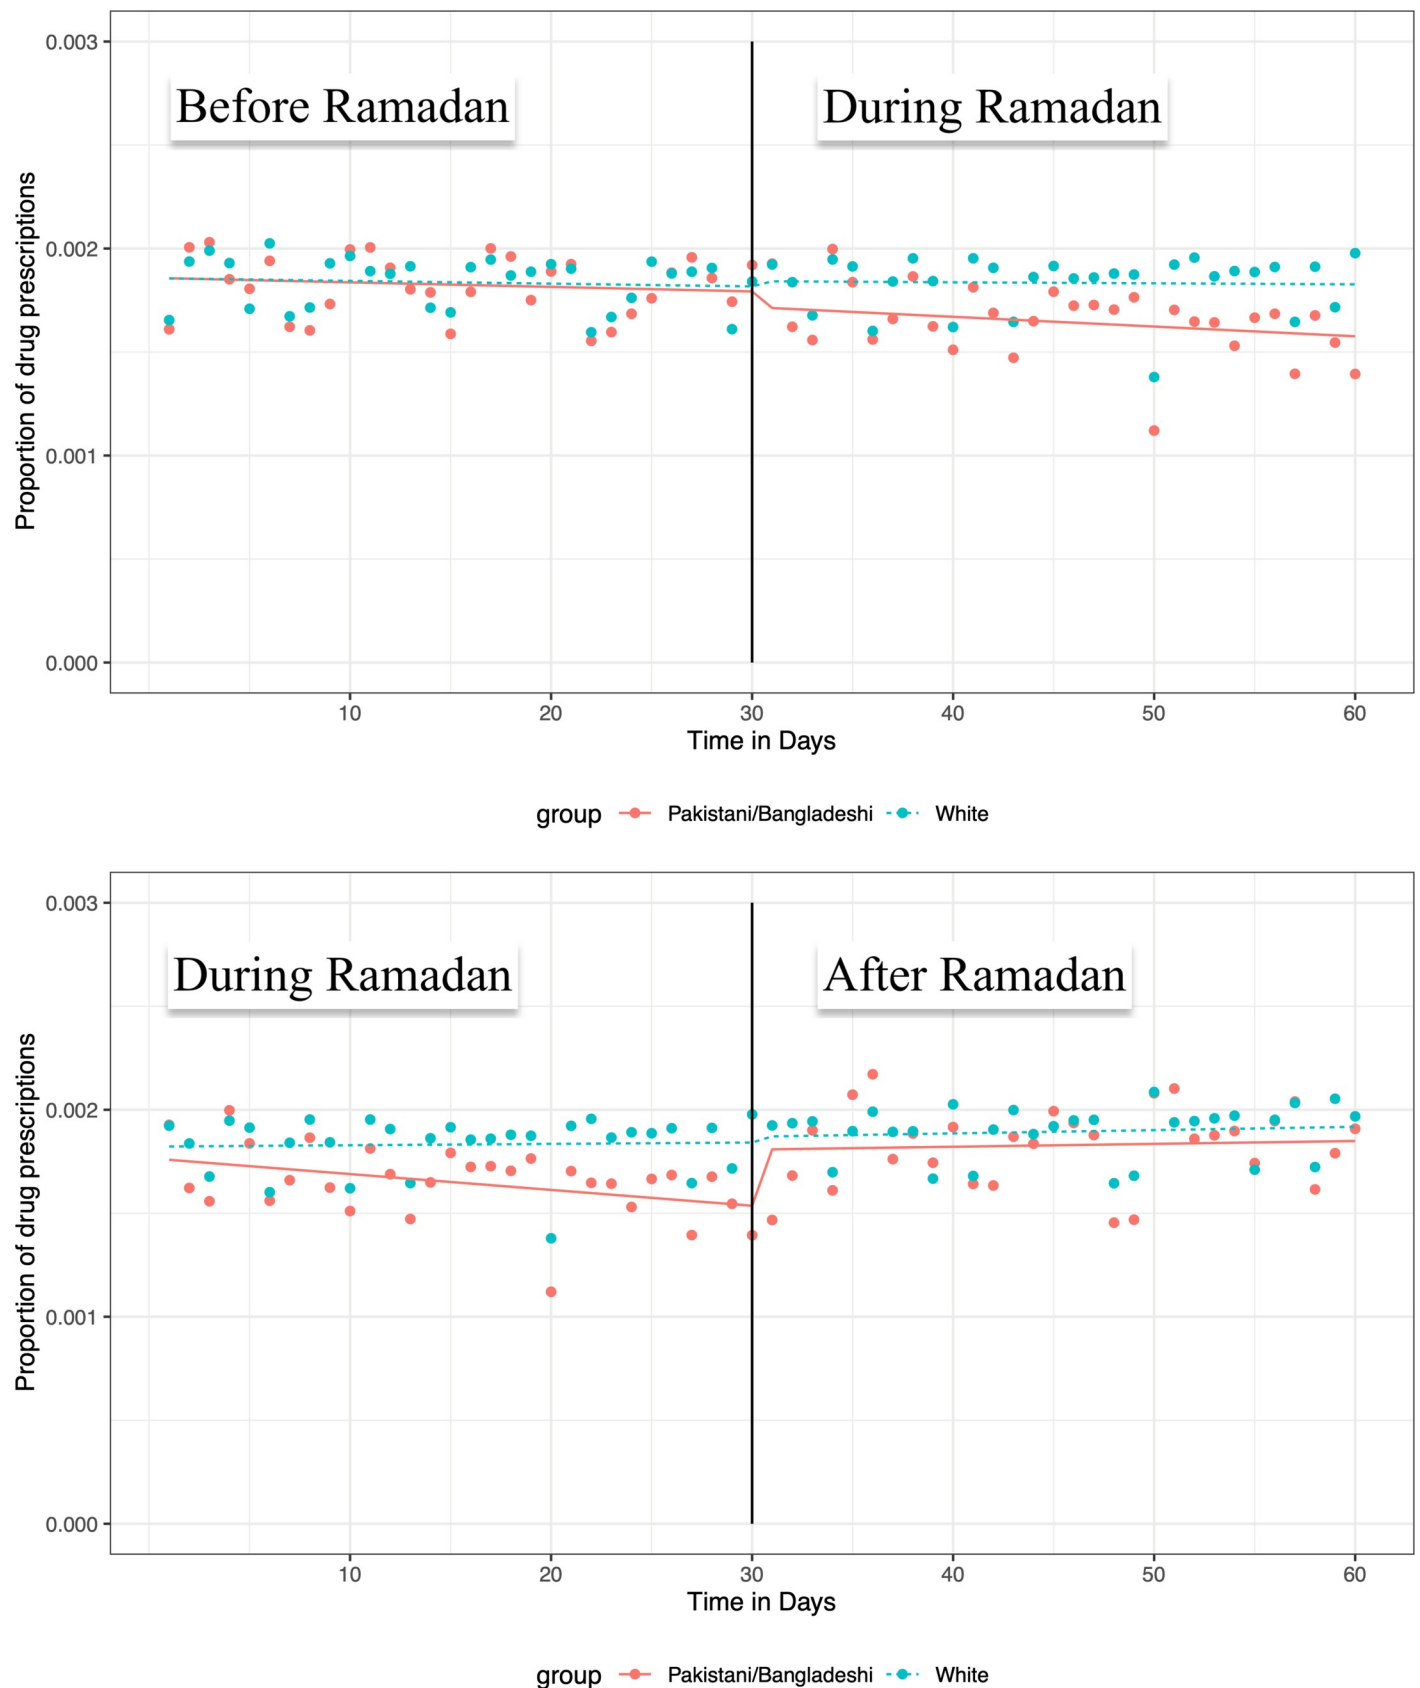 0.003
Before Ramadan
During Ramadan
0.002
0.001
0.000
Proportion of drug prescriptions
10 20 30 40 50 60
Time in Days
group Pakistani/Bangladeshi White
0.003
During Ramadan
After Ramadan
0.002
0.001
0.000
Proportion of drug prescriptions
10 20 30 40 50 60
Time in Days
group Pakistani/Bangladeshi White